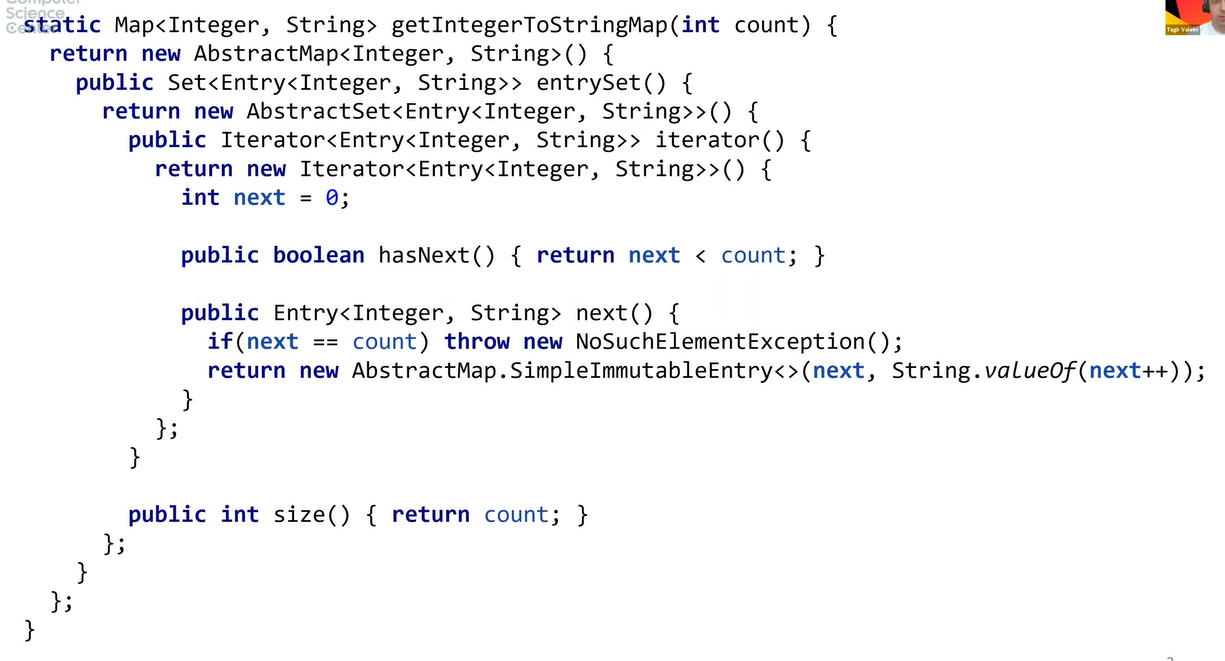 Computer
Science
Center
static Map<Integer, String> getIntegerToStringMap(int count) {
return new AbstractMap<Integer, String>() {
public Set<Entry<Integer, String>> entrySet() {
return new AbstractSet<Entry<Integer, String>>() {
public Iterator<Entry<Integer, String>> iterator() {
return new Iterator<Entry<Integer, String>>() {
int next = 0;
public boolean hasNext() { return next < count; }
public Entry<Integer, String> next() {
if(next == count) throw new NoSuchElementException();
return new AbstractMap.SimpleImmutableEntry<>(next, String.valueOf(next++));
}
};
}
public int size() { return count; }
};
}
};
}
Tagir Valeev